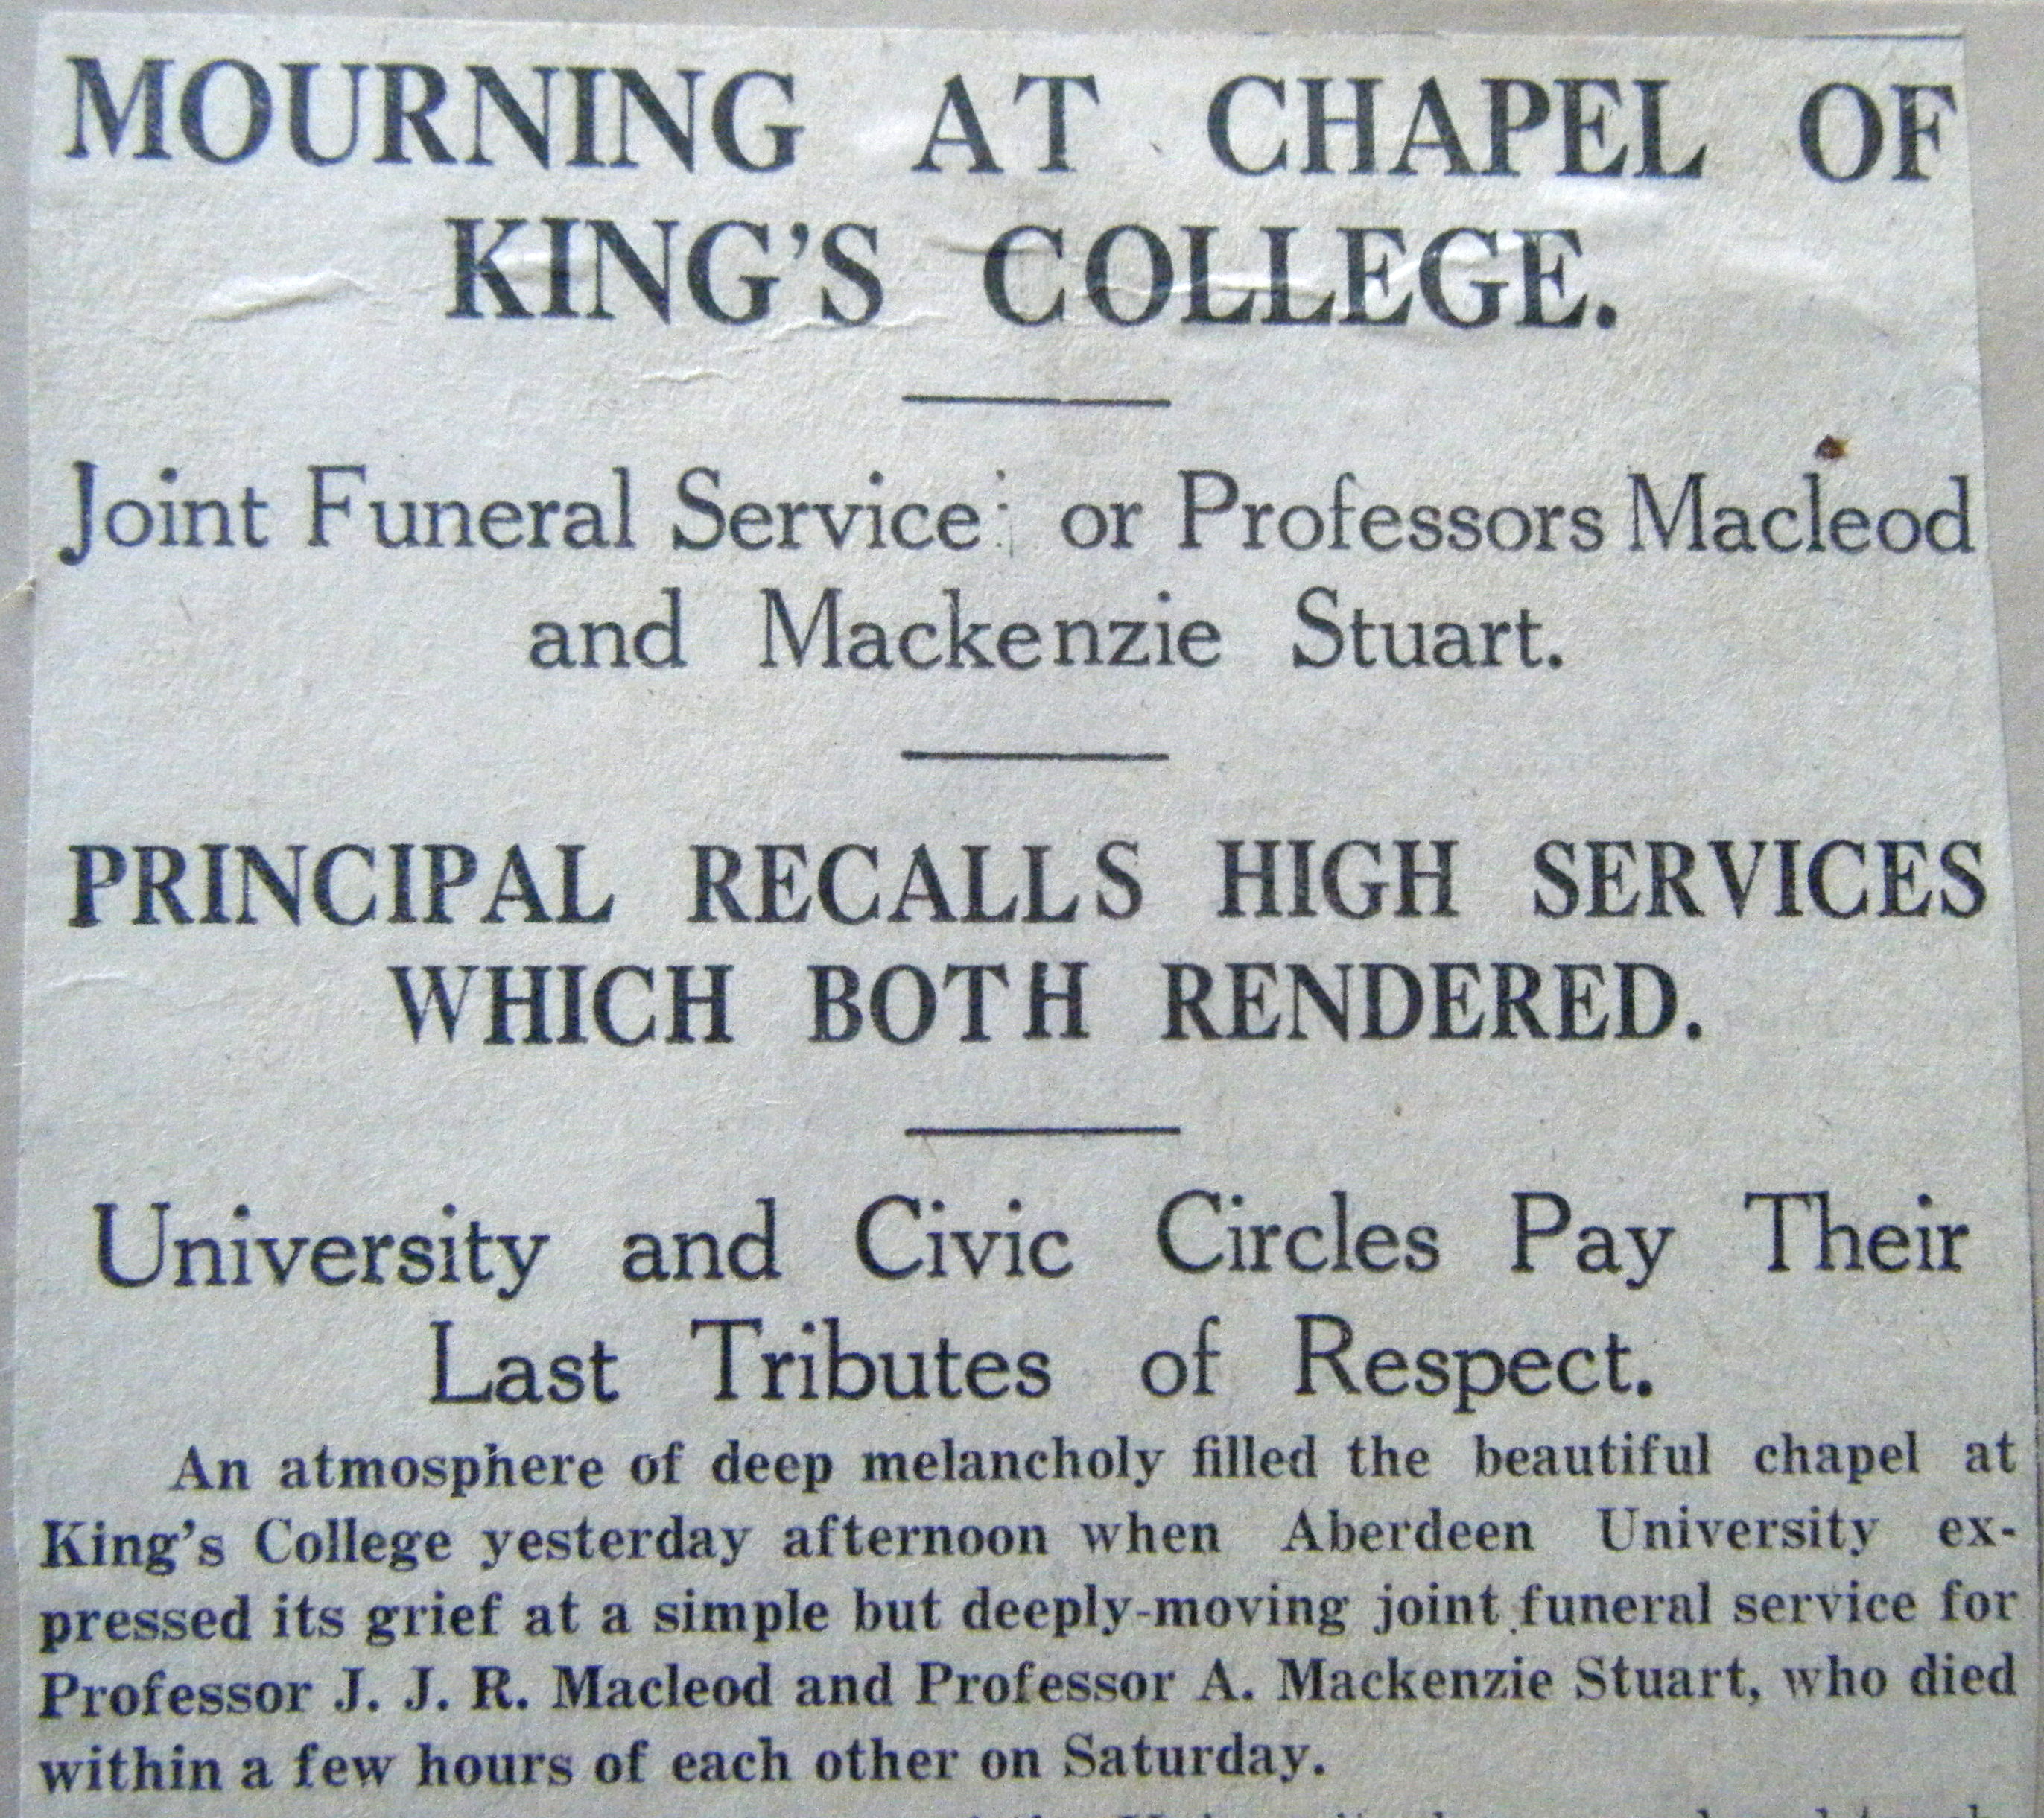 MOURNING AT CHAPEL OF
KING'S COLLEGE.
Joint Funeral Service or Professors Macleod
and Mackenzie Stuart.
PRINCIPAL RECALLS HIGH SERVICES
WHICH BOTH RENDERED.
University and Civic Circles Pay Their
Last Tributes of Respect.
An atmosphere of deep melancholy filled the beautiful chapel at
King's College yesterday afternoon when Aberdeen University ex-
pressed its grief at a simple but deeply-moving joint funeral service for
Professor J. J. R. Macleod and Professor A. Mackenzie Stuart, who died
within a few hours of each other on Saturday.